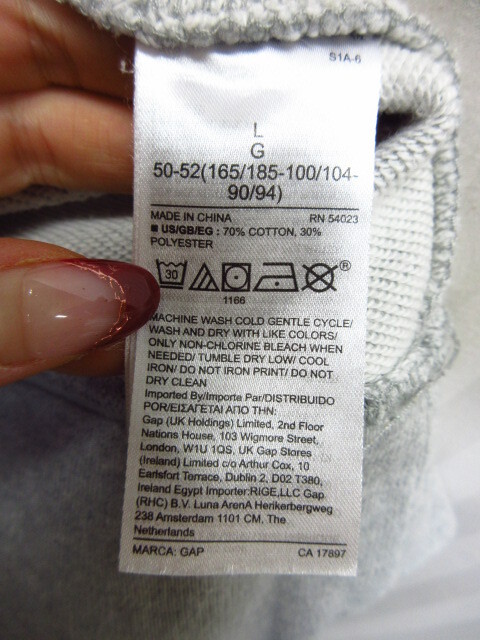 S1A-6
L
G
50-52(165/185-100/104-
90/94)
MADE IN CHINA RN 54023
■ US/GB/EG : 70% COTTON, 30%
POLYESTER
30
®
1166
MACHINE WASH COLD GENTLE CYCLE/
WASH AND DRY WITH LIKE COLORS/
ONLY NON-CHLORINE BLEACH WHEN
NEEDED/ TUMBLE DRY LOW/ COOL
IRON/ DO NOT IRON PRINT/ DO NOT
DRY CLEAN
Imported By/Importe Par/DISTRIBUIDO
POR/ΕΙΣΑΓΕΤΑΙ ΑΠΟ ΤΗΝ:
Gap (UK Holdings) Limited, 2nd Floor
Nations House, 103 Wigmore Street,
London, W1U 1QS, UK Gap Stores
(Ireland) Limited c/o Arthur Cox, 10
Earlsfort Terrace, Dublin 2, D02 T380,
Ireland Egypt Importer:RIGE,LLC Gap
(RHC) B.V. Luna ArenA Herikerbergweg
238 Amsterdam 1101 CM, The
Netherlands
MARCA: GAP CA 17897